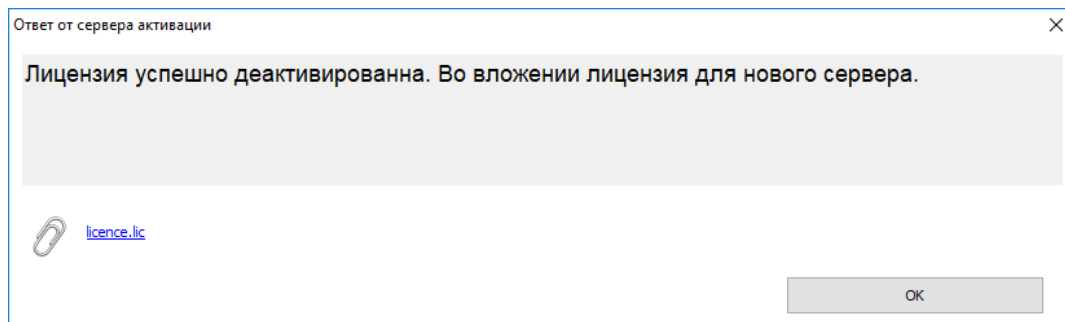 Ответ от сервера активации
Лицензия успешно деактивированна. Во вложении лицензия для нового сервера.
licence.lic
OK